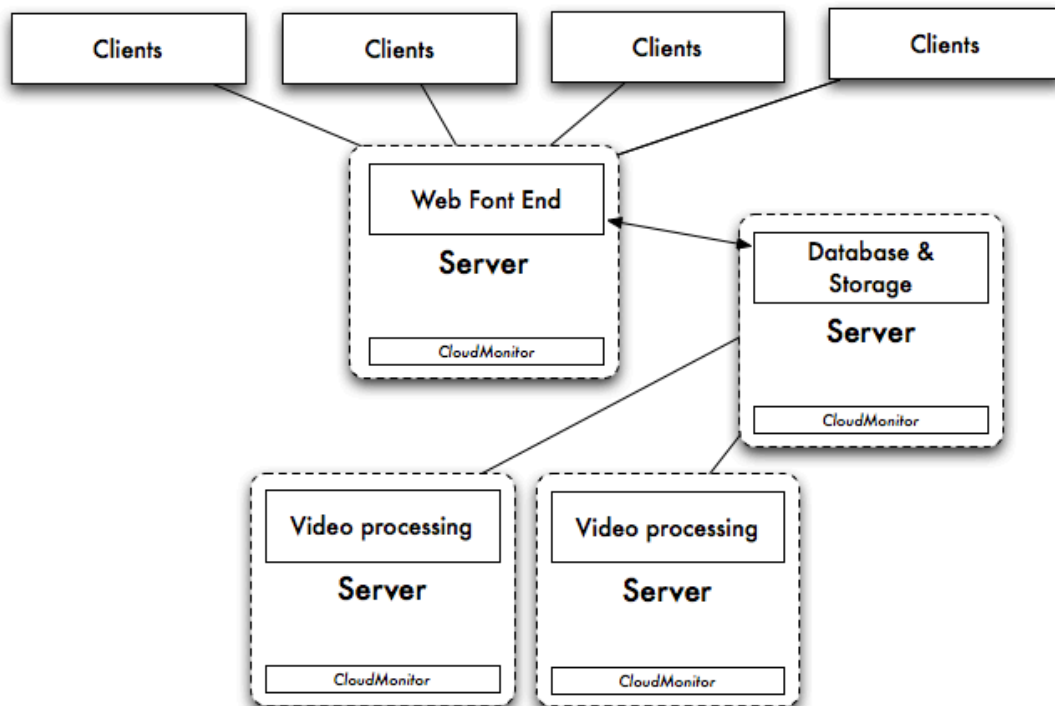 Clients
Clients
Clients
Clients
Web Font End
Server
CloudMonitor
Database &
Storage
Server
CloudMonitor
Video processing
Server
CloudMonitor
Video processing
Server
CloudMonitor